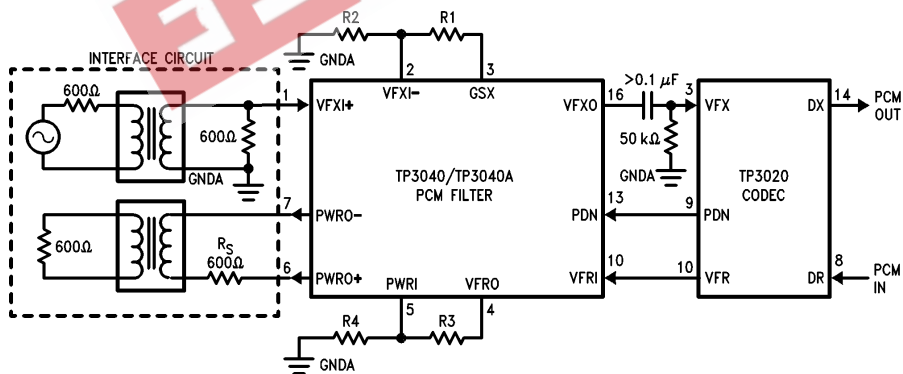 R2
R1
GNDA
INTERFACE CIRCUIT
2
3
>0.1 µF
600Ω
1
VFXI+
VFXI−
GSX
VFXO
16
3
VFX
DX
14
PCM
OUT
600Ω
50 kΩ
GNDA
GNDA
TP3040/TP3040A
PCM FILTER
TP3020
CODEC
7
PWRO−
PDN
13
9
PDN
600Ω
RS
600Ω
6
PWRO+
PWRI
VFRO
VFRI
10
10
VFR
DR
8
PCM
IN
5
4
R4
R3
GNDA